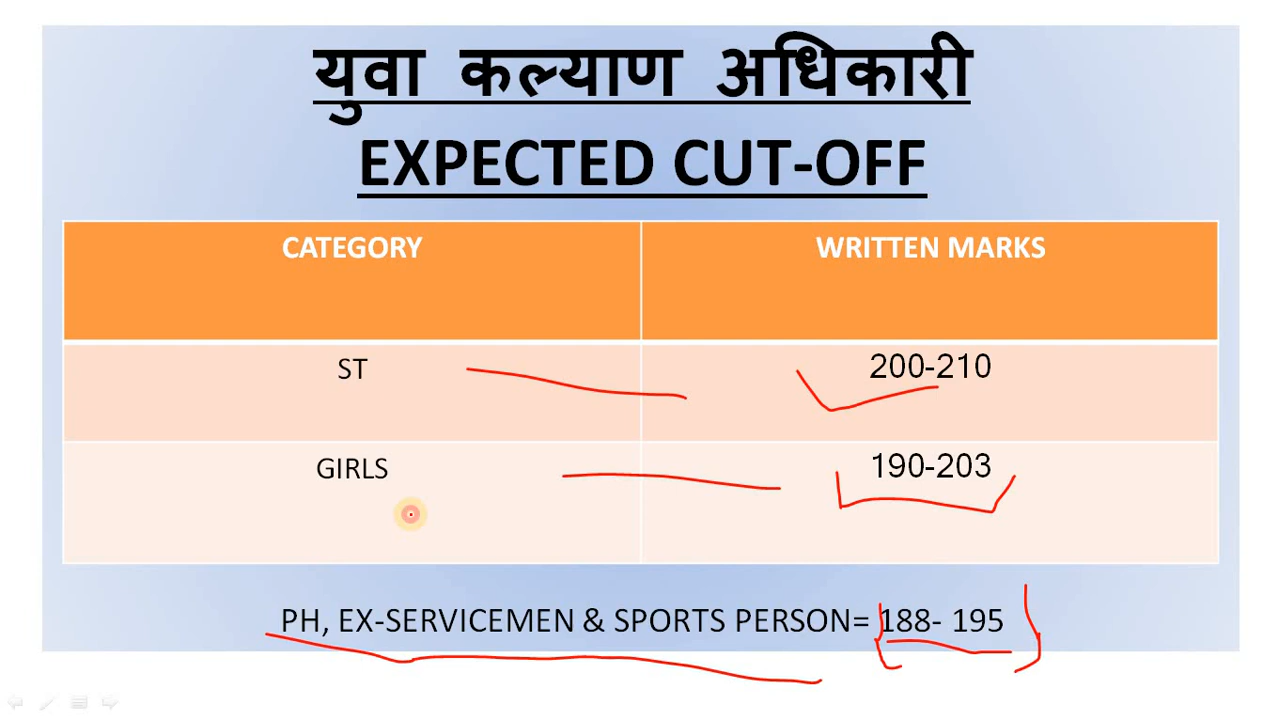 युवा कल्याण अधिकारी
EXPECTED CUT-OFF
CATEGORY WRITTEN MARKS
ST 200-210
GIRLS 190-203
PH, EX-SERVICEMEN & SPORTS PERSON= 188- 195